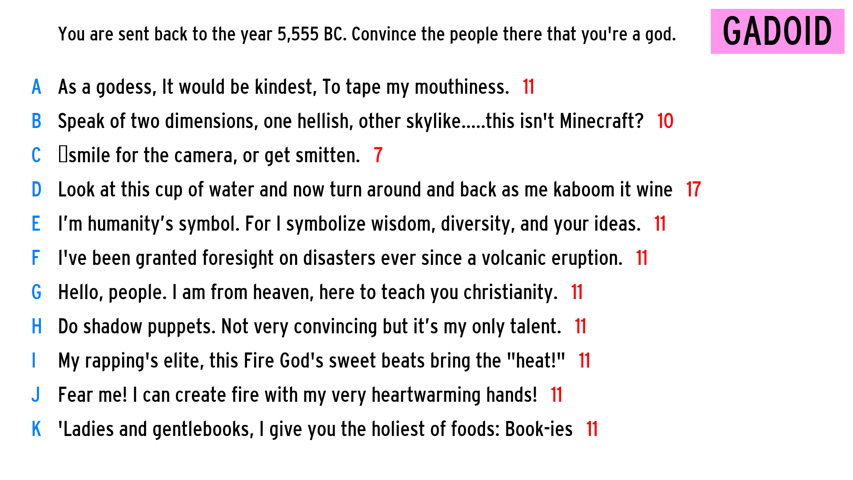 You are sent back to the year 5,555 BC. Convince the people there that you're a god.
GADOID
A As a godess, It would be kindest, To tape my mouthiness. 11
B Speak of two dimensions, one hellish, other skylike.....this isn't Minecraft? 10
C smile for the camera, or get smitten. 7
D Look at this cup of water and now turn around and back as me kaboom it wine 17
E I’m humanity’s symbol. For I symbolize wisdom, diversity, and your ideas. 11
F I've been granted foresight on disasters ever since a volcanic eruption. 11
G Hello, people. I am from heaven, here to teach you christianity. 11
H Do shadow puppets. Not very convincing but it’s my only talent. 11
I My rapping's elite, this Fire God's sweet beats bring the "heat!" 11
J Fear me! I can create fire with my very heartwarming hands! 11
K 'Ladies and gentlebooks, I give you the holiest of foods: Book-ies 11